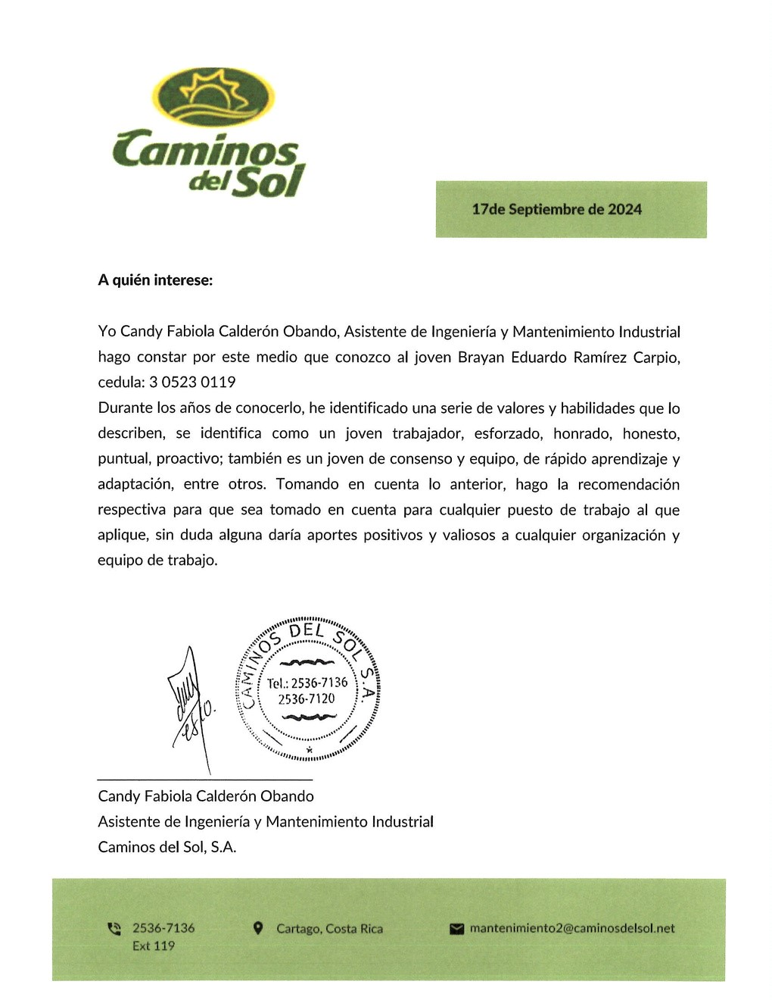 Caminos
del Sol
17de Septiembre de 2024
A quién interese:
Yo Candy Fabiola Calderón Obando, Asistente de Ingeniería y Mantenimiento Industrial
hago constar por este medio que conozco al joven Brayan Eduardo Ramírez Carpio,
cedula: 3 0523 0119
Durante los años de conocerlo, he identificado una serie de valores y habilidades que lo
describen, se identifica como un joven trabajador, esforzado, honrado, honesto,
puntual, proactivo; también es un joven de consenso y equipo, de rápido aprendizaje y
adaptación, entre otros. Tomando en cuenta lo anterior, hago la recomendación
respectiva para que sea tomado en cuenta para cualquier puesto de trabajo al que
aplique, sin duda alguna daría aportes positivos y valiosos a cualquier organización y
equipo de trabajo.
CAMINOS DEL SOL S.A.
Tel.: 2536-7136
2536-7120
Candy Fabiola Calderón Obando
Asistente de Ingeniería y Mantenimiento Industrial
Caminos del Sol, S.A.
2536-7136
Ext 119
Cartago, Costa Rica
mantenimiento2@caminosdelsol.net